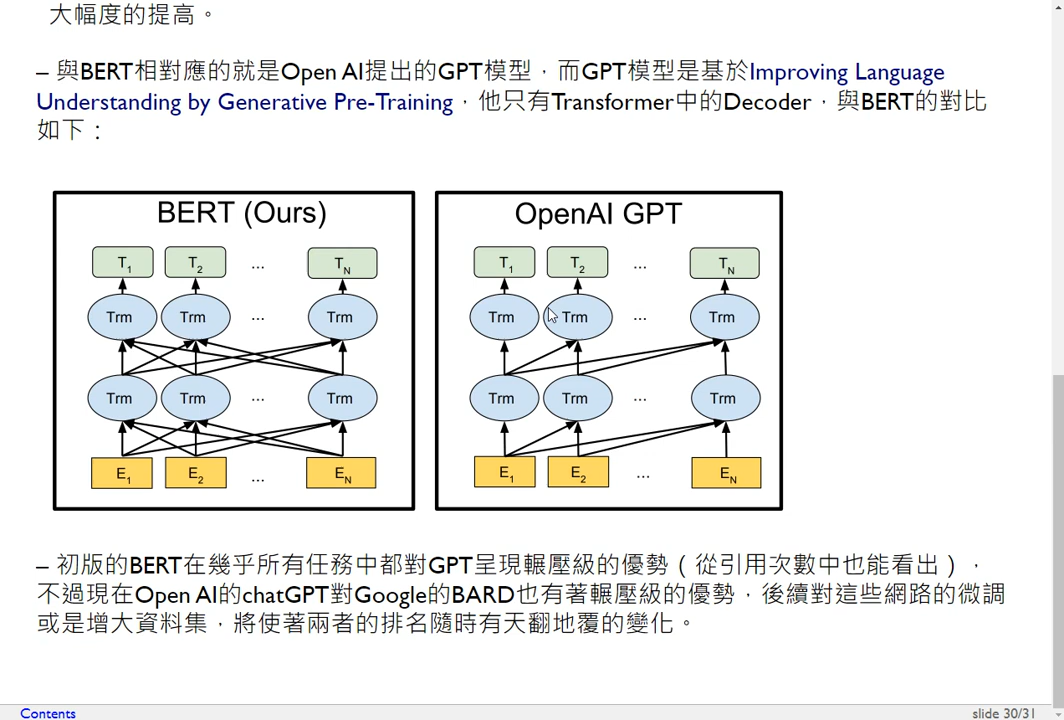 大幅度的提高。
– 與BERT相對應的就是Open AI提出的GPT模型，而GPT模型是基於Improving Language
Understanding by Generative Pre-Training，他只有Transformer中的Decoder，與BERT的對比
如下：
BERT (Ours)
T1 T2 ... TN
Trm Trm ... Trm
Trm Trm ... Trm
E1 E2 ... EN
OpenAI GPT
T1 T2 ... TN
Trm Trm ... Trm
Trm Trm ... Trm
E1 E2 ... EN
– 初版的BERT在幾乎所有任務中都對GPT呈現輾壓級的優勢（從引用次數中也能看出），
不過現在Open AI的chatGPT對Google的BARD也有著輾壓級的優勢，後續對這些網路的微調
或是增大資料集，將使著兩者的排名隨時有天翻地覆的變化。
Contents
slide 30/31